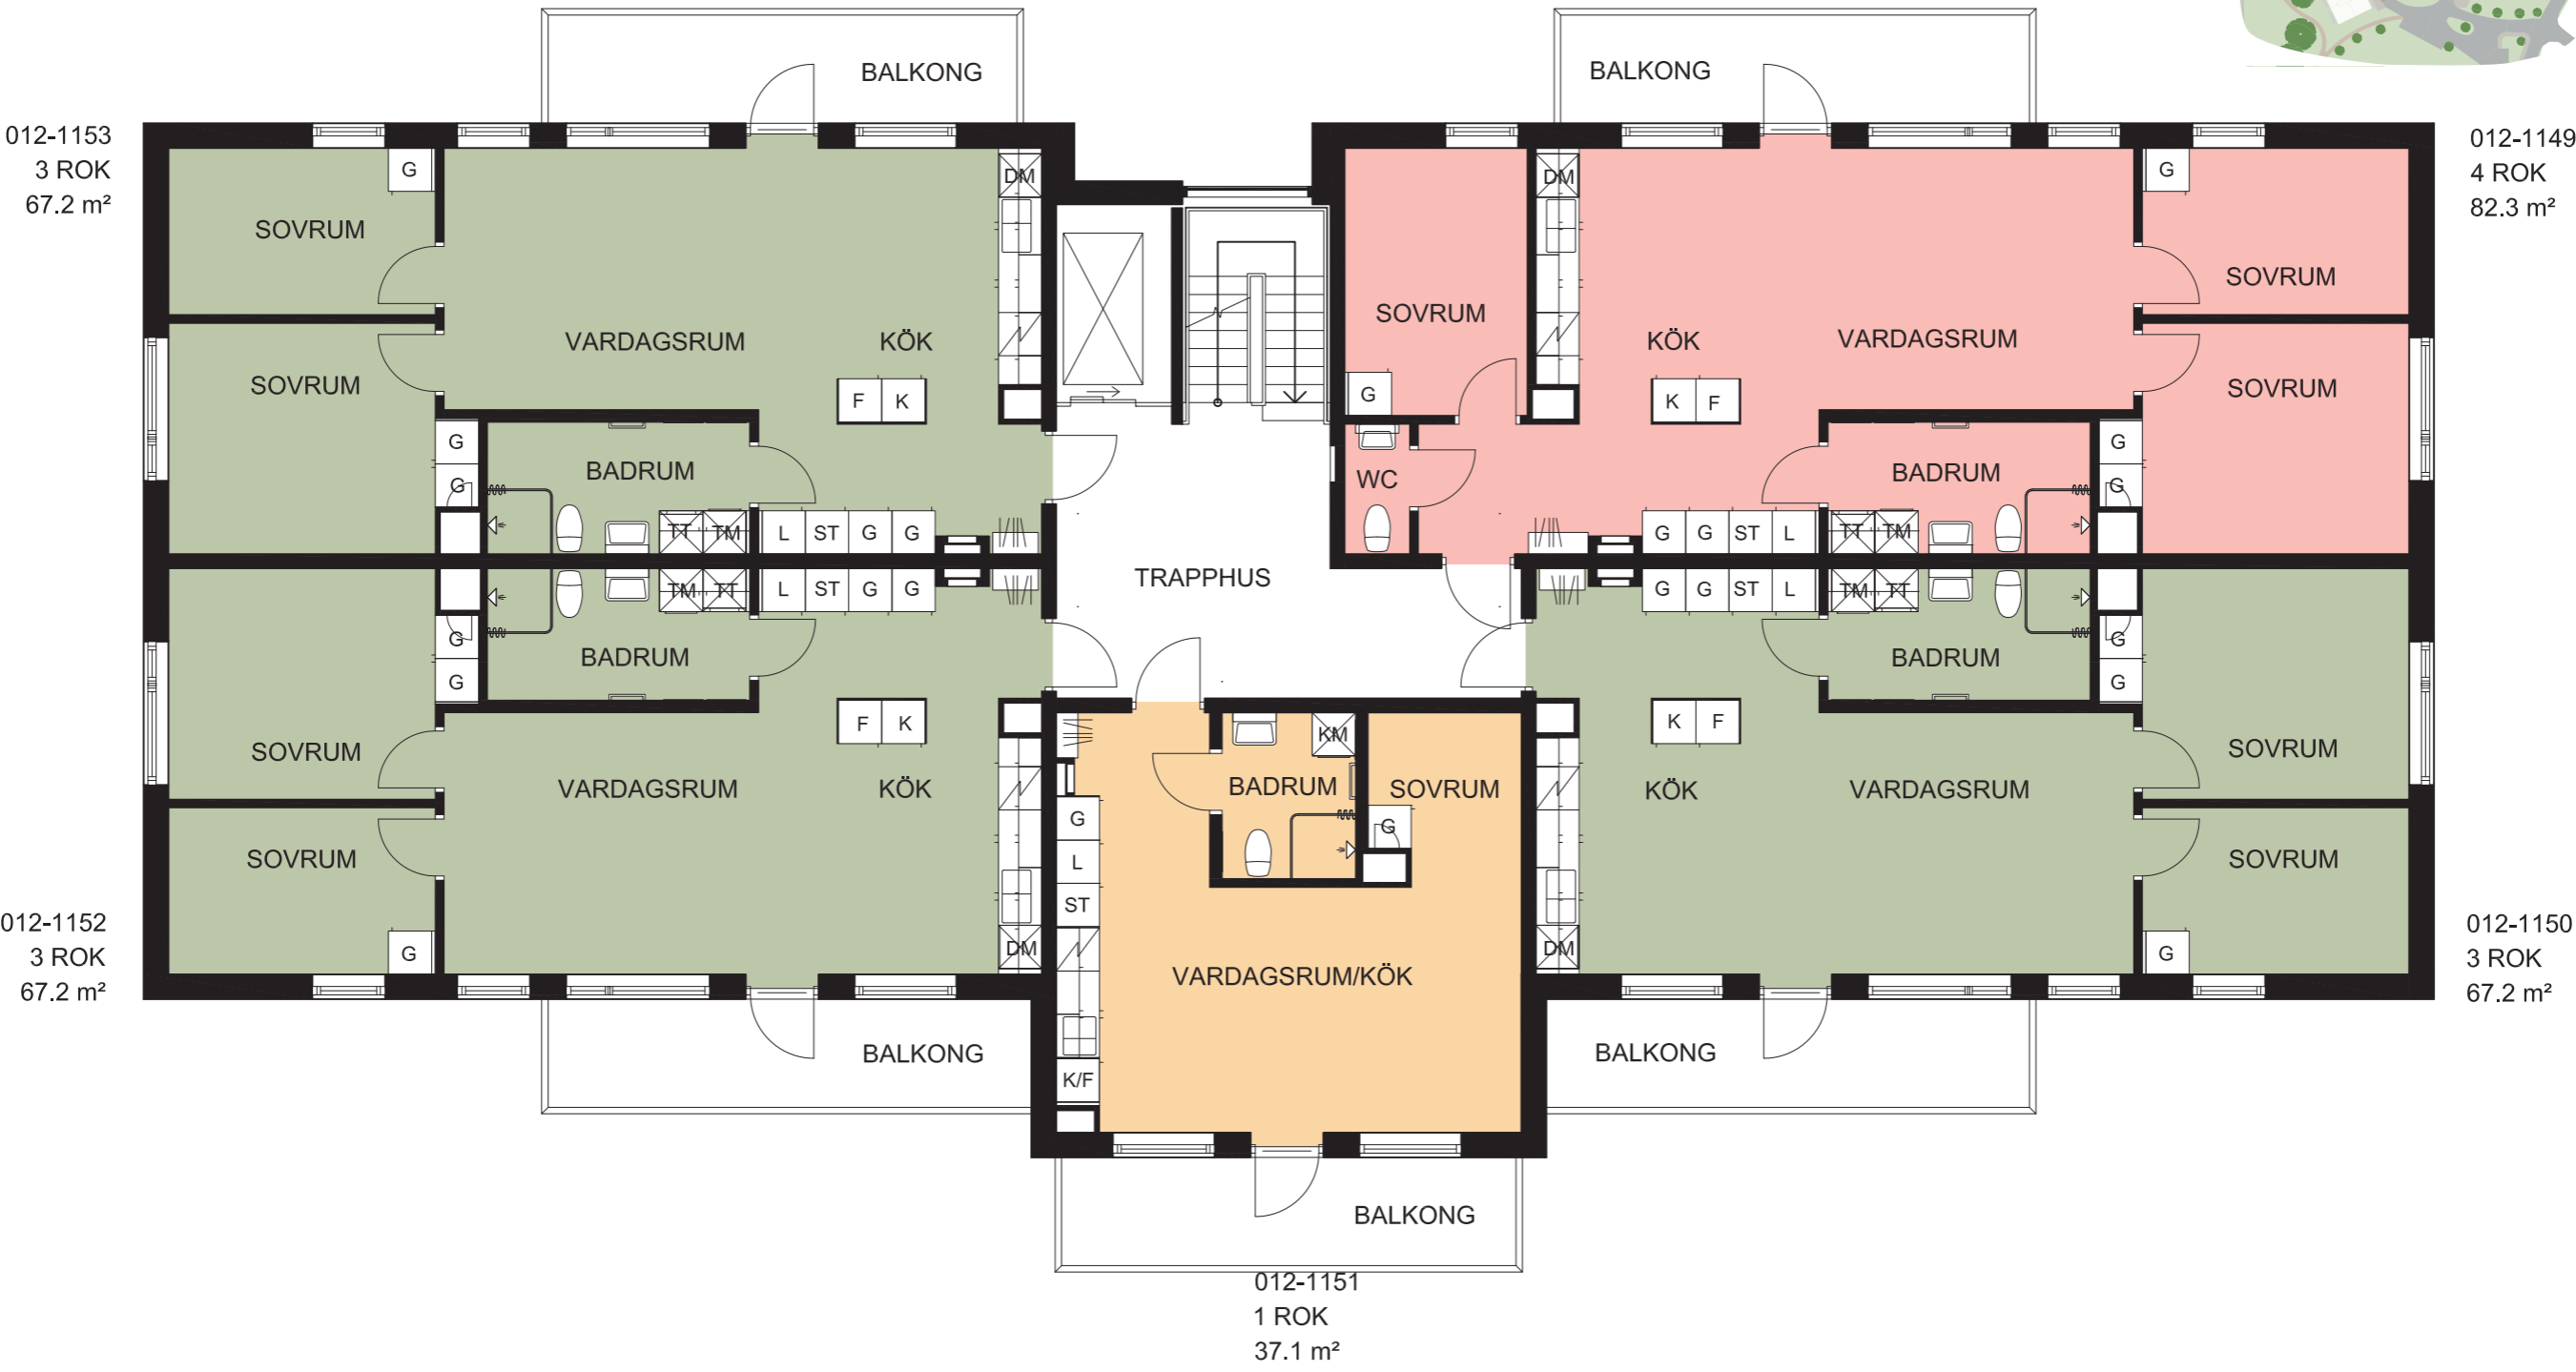 BALKONG
BALKONG
012-1153
3 ROK
67.2 m²
012-1149
4 ROK
82.3 m²
G
DM
DM
G
SOVRUM
SOVRUM
SOVRUM
VARDAGSRUM
KÖK
KÖK
VARDAGSRUM
SOVRUM
SOVRUM
F K
G
K F
G
BADRUM
WC
BADRUM
G
G
G
TT TM
L ST G G
G G ST L
TT TM
TRAPPHUS
TM TT
L ST G G
G G ST L
TM TT
G
BADRUM
BADRUM
G
G
G
F K
K F
SOVRUM
KM
SOVRUM
VARDAGSRUM
KÖK
BADRUM
SOVRUM
KÖK
VARDAGSRUM
G
G
SOVRUM
L
SOVRUM
ST
012-1152
3 ROK
67.2 m²
G
DM
DM
G
012-1150
3 ROK
67.2 m²
VARDAGSRUM/KÖK
BALKONG
BALKONG
K/F
BALKONG
012-1151
1 ROK
37.1 m²